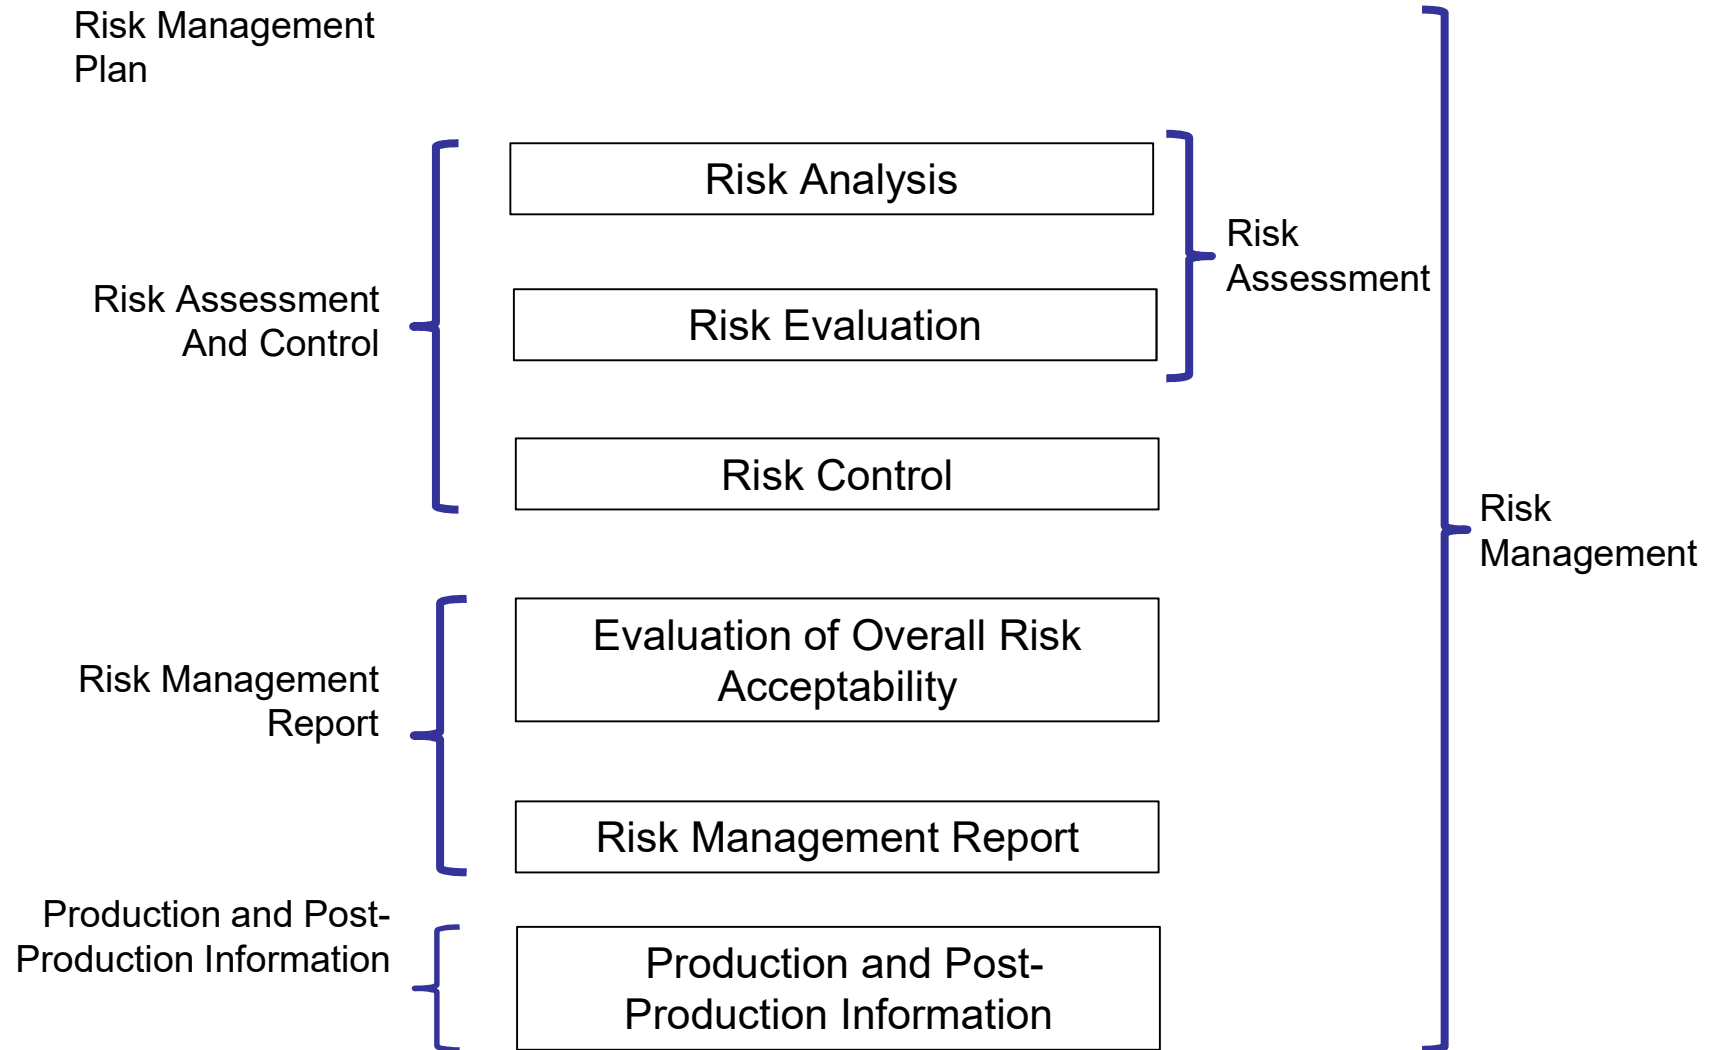 Risk Management
Plan
Risk Analysis
Risk
Assessment
Risk Assessment
And Control
Risk Evaluation
Risk Control
Risk
Management
Evaluation of Overall Risk
Acceptability
Risk Management
Report
Risk Management Report
Production and Post-
Production Information
Production and Post-
Production Information